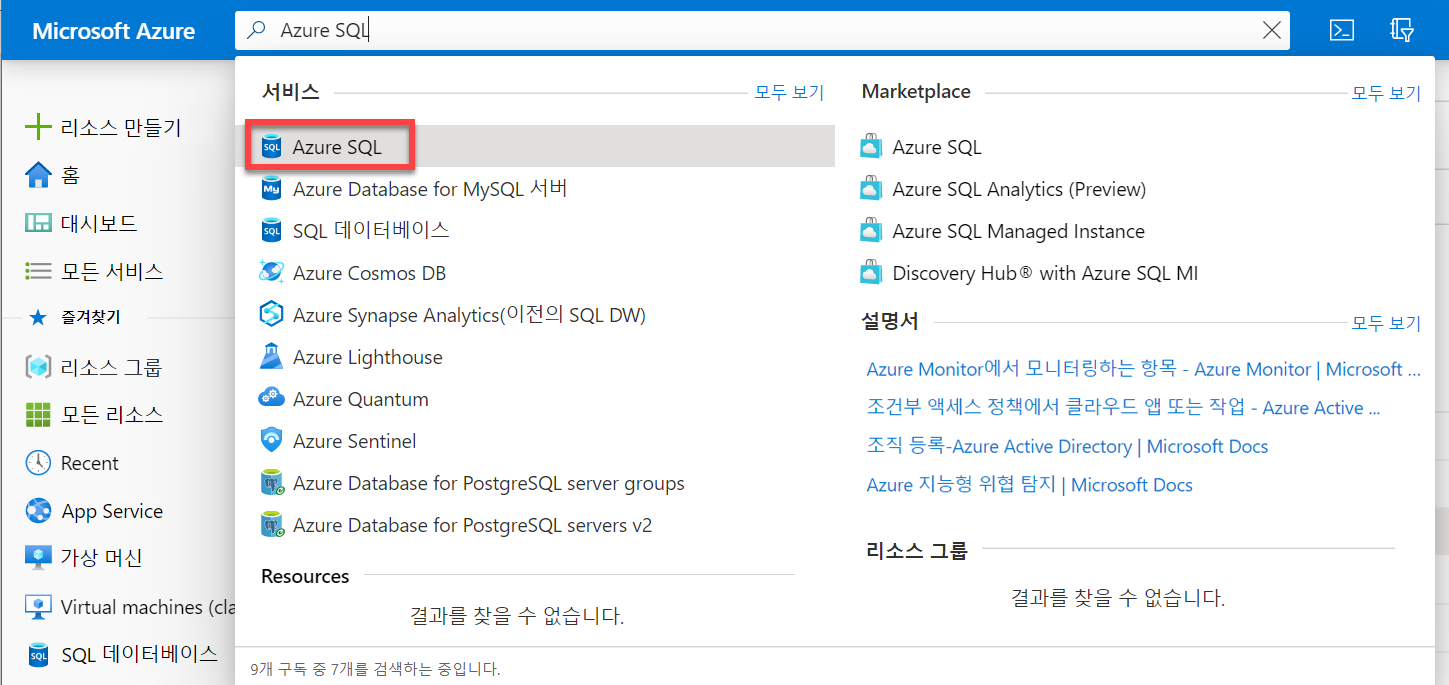 Microsoft Azure
Azure SQL
리소스 만들기
홈
대시보드
모든 서비스
즐겨찾기
리소스 그룹
모든 리소스
Recent
App Service
가상 머신
Virtual machines (cla
SQL 데이터베이스
서비스
모두 보기
Azure SQL
Azure Database for MySQL 서버
SQL 데이터베이스
Azure Cosmos DB
Azure Synapse Analytics(이전의 SQL DW)
Azure Lighthouse
Azure Quantum
Azure Sentinel
Azure Database for PostgreSQL server groups
Azure Database for PostgreSQL servers v2
Resources
결과를 찾을 수 없습니다.
Marketplace
모두 보기
Azure SQL
Azure SQL Analytics (Preview)
Azure SQL Managed Instance
Discovery Hub® with Azure SQL MI
설명서
모두 보기
Azure Monitor에서 모니터링하는 항목 - Azure Monitor | Microsoft ...
조건부 액세스 정책에서 클라우드 앱 또는 작업 - Azure Active ...
조직 등록-Azure Active Directory | Microsoft Docs
Azure 지능형 위협 탐지 | Microsoft Docs
리소스 그룹
결과를 찾을 수 없습니다.
9개 구독 중 7개를 검색하는 중입니다.